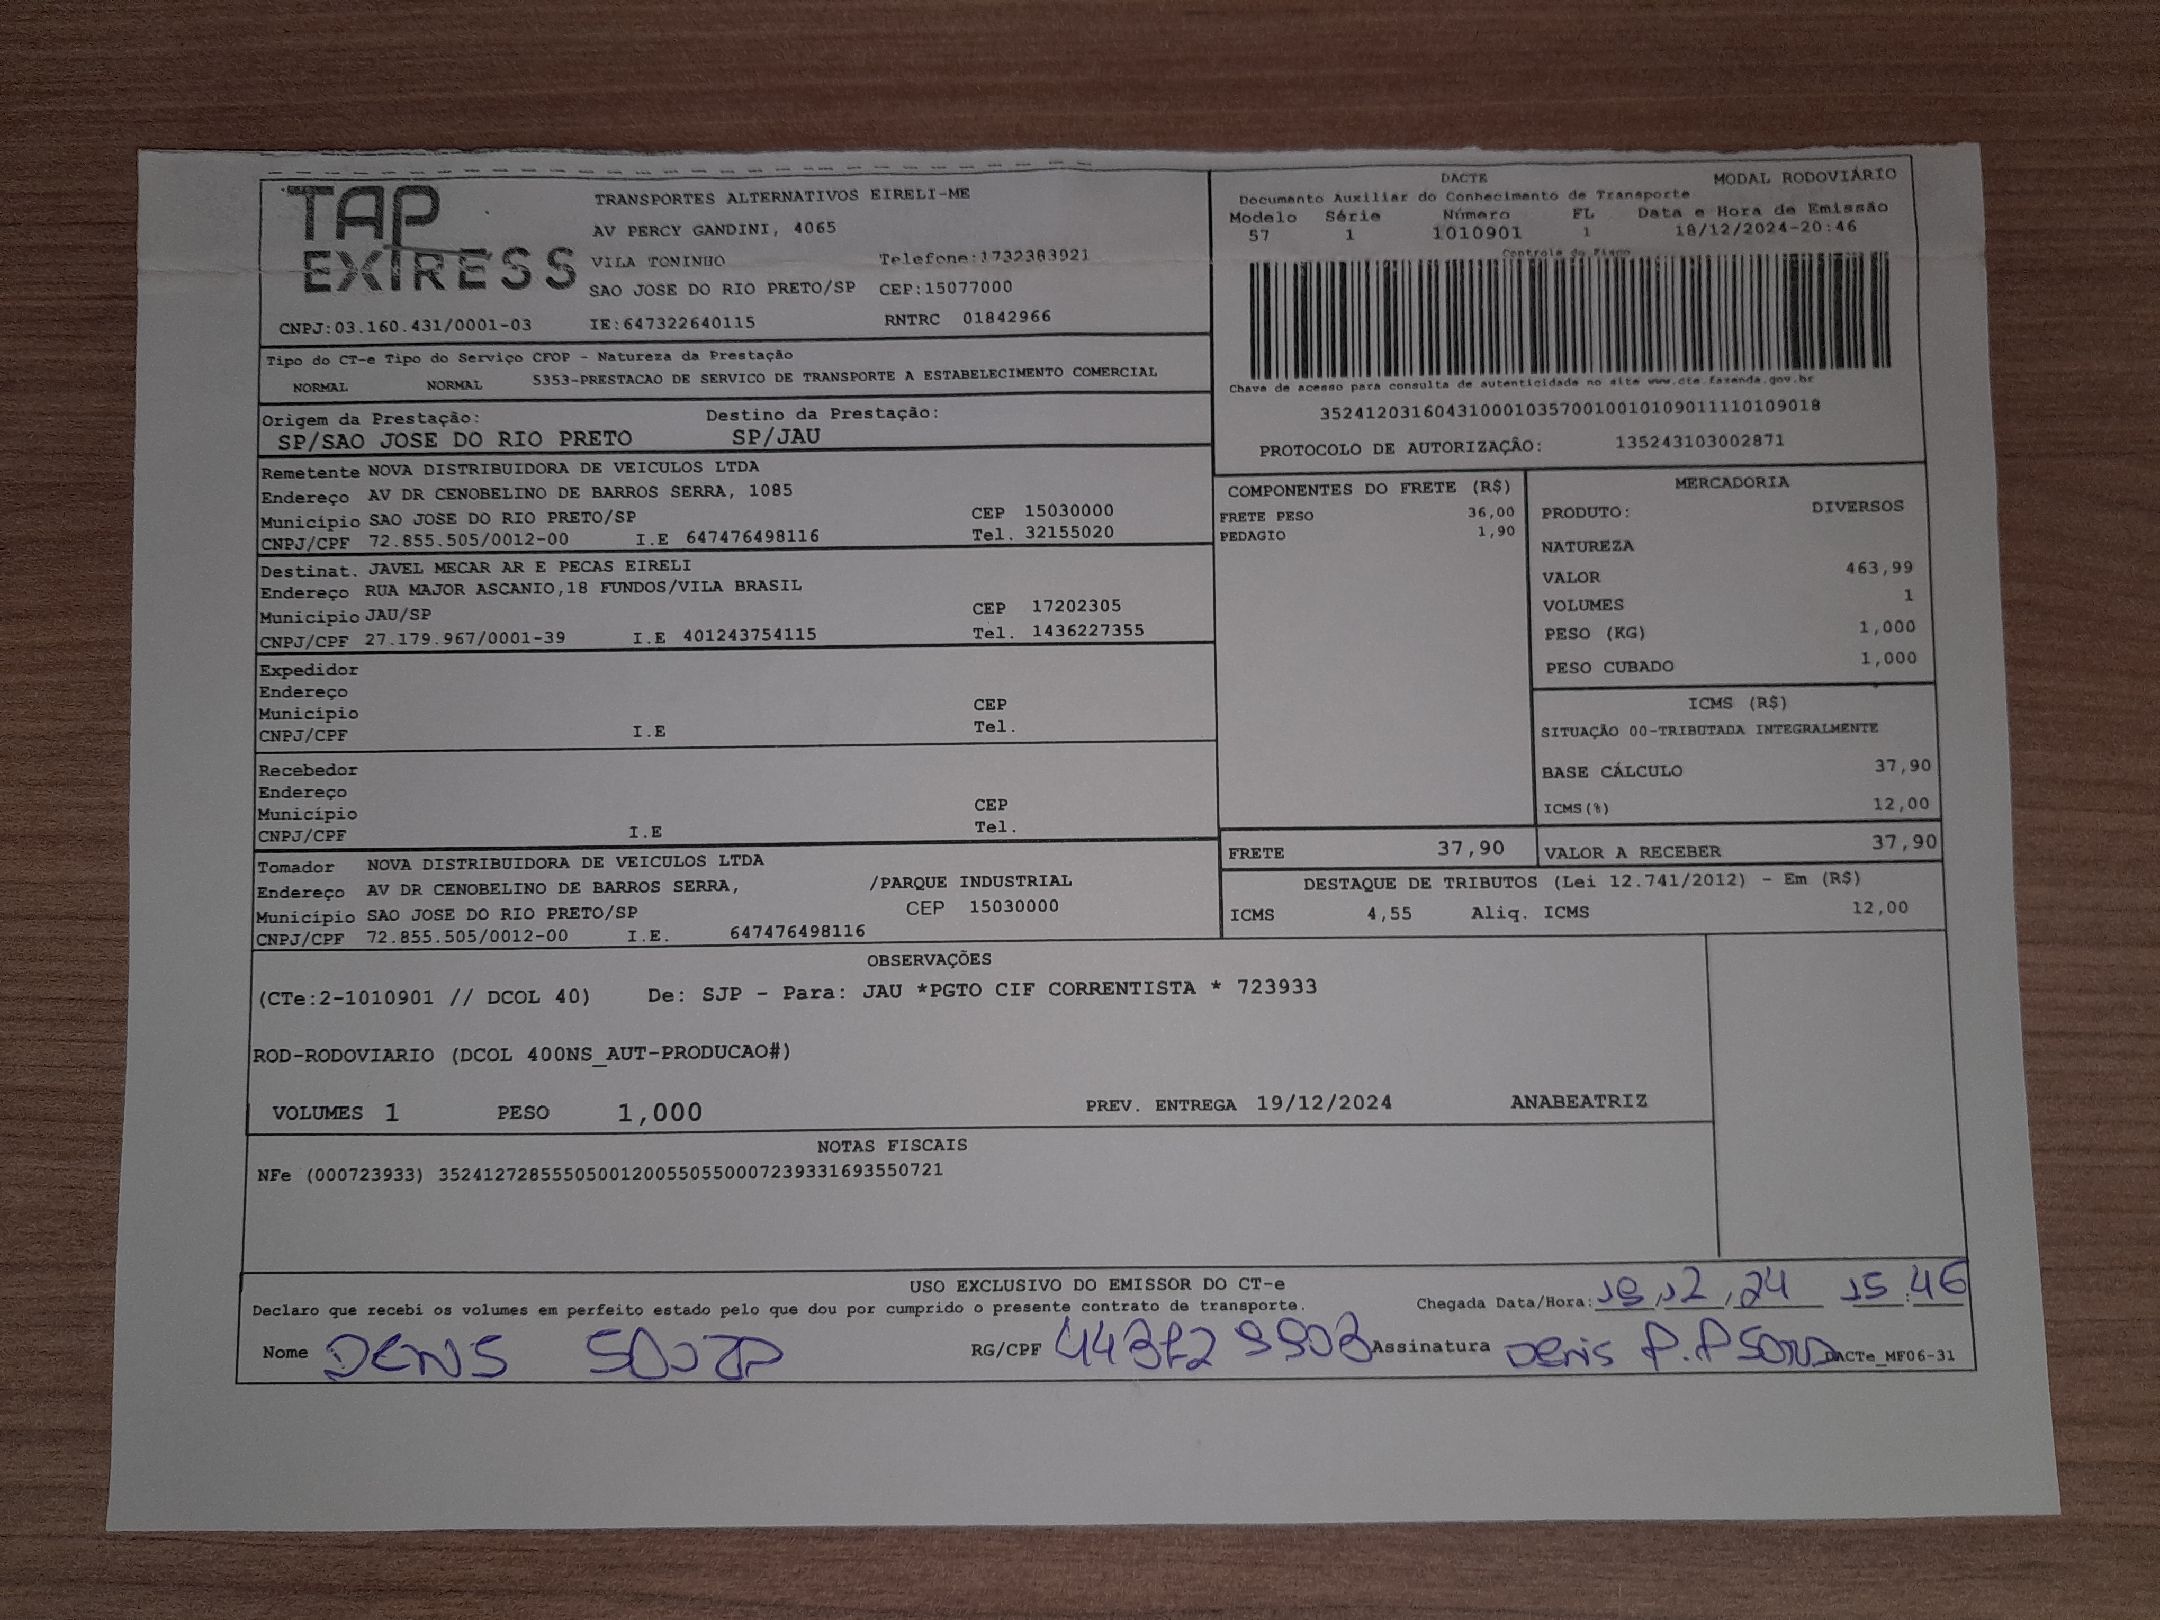 TAP EXPRESS
TRANSPORTES ALTERNATIVOS EIRELI-ME
AV PERCY GANDINI, 4065
VILA TONINHO Telefone:1732383921
SAO JOSE DO RIO PRETO/SP CEP:15077000
CNPJ:03.160.431/0001-03 IE:647322640115 RNTRC 01842966
DACTE MODAL RODOVIÁRIO
Documento Auxiliar do Conhecimento de Transporte
Modelo Série Número FL Data e Hora de Emissão
57 1 1010901 1 18/12/2024-20:46
Controle do Fisco
Chave de acesso para consulta de autenticidade no site www.cte.fazenda.gov.br
35241203160431000103570010010109011110109018
PROTOCOLO DE AUTORIZAÇÃO: 135243103002871
Tipo do CT-e Tipo do Serviço CFOP - Natureza da Prestação
NORMAL NORMAL 5353-PRESTACAO DE SERVICO DE TRANSPORTE A ESTABELECIMENTO COMERCIAL
Origem da Prestação: Destino da Prestação:
SP/SAO JOSE DO RIO PRETO SP/JAU
Remetente NOVA DISTRIBUIDORA DE VEICULOS LTDA
Endereço AV DR CENOBELINO DE BARROS SERRA, 1085
Município SAO JOSE DO RIO PRETO/SP CEP 15030000
CNPJ/CPF 72.855.505/0012-00 I.E 647476498116 Tel. 32155020
Destinat. JAVEL MECAR AR E PECAS EIRELI
Endereço RUA MAJOR ASCANIO,18 FUNDOS/VILA BRASIL
Município JAU/SP CEP 17202305
CNPJ/CPF 27.179.967/0001-39 I.E 401243754115 Tel. 1436227355
Expedidor
Endereço
Município CEP
CNPJ/CPF I.E Tel.
Recebedor
Endereço
Município CEP
CNPJ/CPF I.E Tel.
Tomador NOVA DISTRIBUIDORA DE VEICULOS LTDA
Endereço AV DR CENOBELINO DE BARROS SERRA, /PARQUE INDUSTRIAL
Município SAO JOSE DO RIO PRETO/SP CEP 15030000
CNPJ/CPF 72.855.505/0012-00 I.E. 647476498116
COMPONENTES DO FRETE (R$)
FRETE PESO 36,00
PEDAGIO 1,90
MERCADORIA
PRODUTO: DIVERSOS
NATUREZA
VALOR 463,99
VOLUMES 1
PESO (KG) 1,000
PESO CUBADO 1,000
ICMS (R$)
SITUAÇÃO 00-TRIBUTADA INTEGRALMENTE
BASE CÁLCULO 37,90
ICMS(%) 12,00
FRETE 37,90 VALOR A RECEBER 37,90
DESTAQUE DE TRIBUTOS (Lei 12.741/2012) - Em (R$)
ICMS 4,55 Aliq. ICMS 12,00
OBSERVAÇÕES
(CTe:2-1010901 // DCOL 40) De: SJP - Para: JAU *PGTO CIF CORRENTISTA * 723933
ROD-RODOVIARIO (DCOL 400NS_AUT-PRODUCAO#)
VOLUMES 1 PESO 1,000 PREV. ENTREGA 19/12/2024 ANABEATRIZ
NOTAS FISCAIS
NFe (000723933) 35241272855505001200550550007239331693550721
USO EXCLUSIVO DO EMISSOR DO CT-e
Declaro que recebi os volumes em perfeito estado pelo que dou por cumprido o presente contrato de transporte. Chegada Data/Hora: 19,12,24 15:46
Nome DENIS SOUZA RG/CPF Assinatura Denis P. P SOUZA DACTe_MF06-31